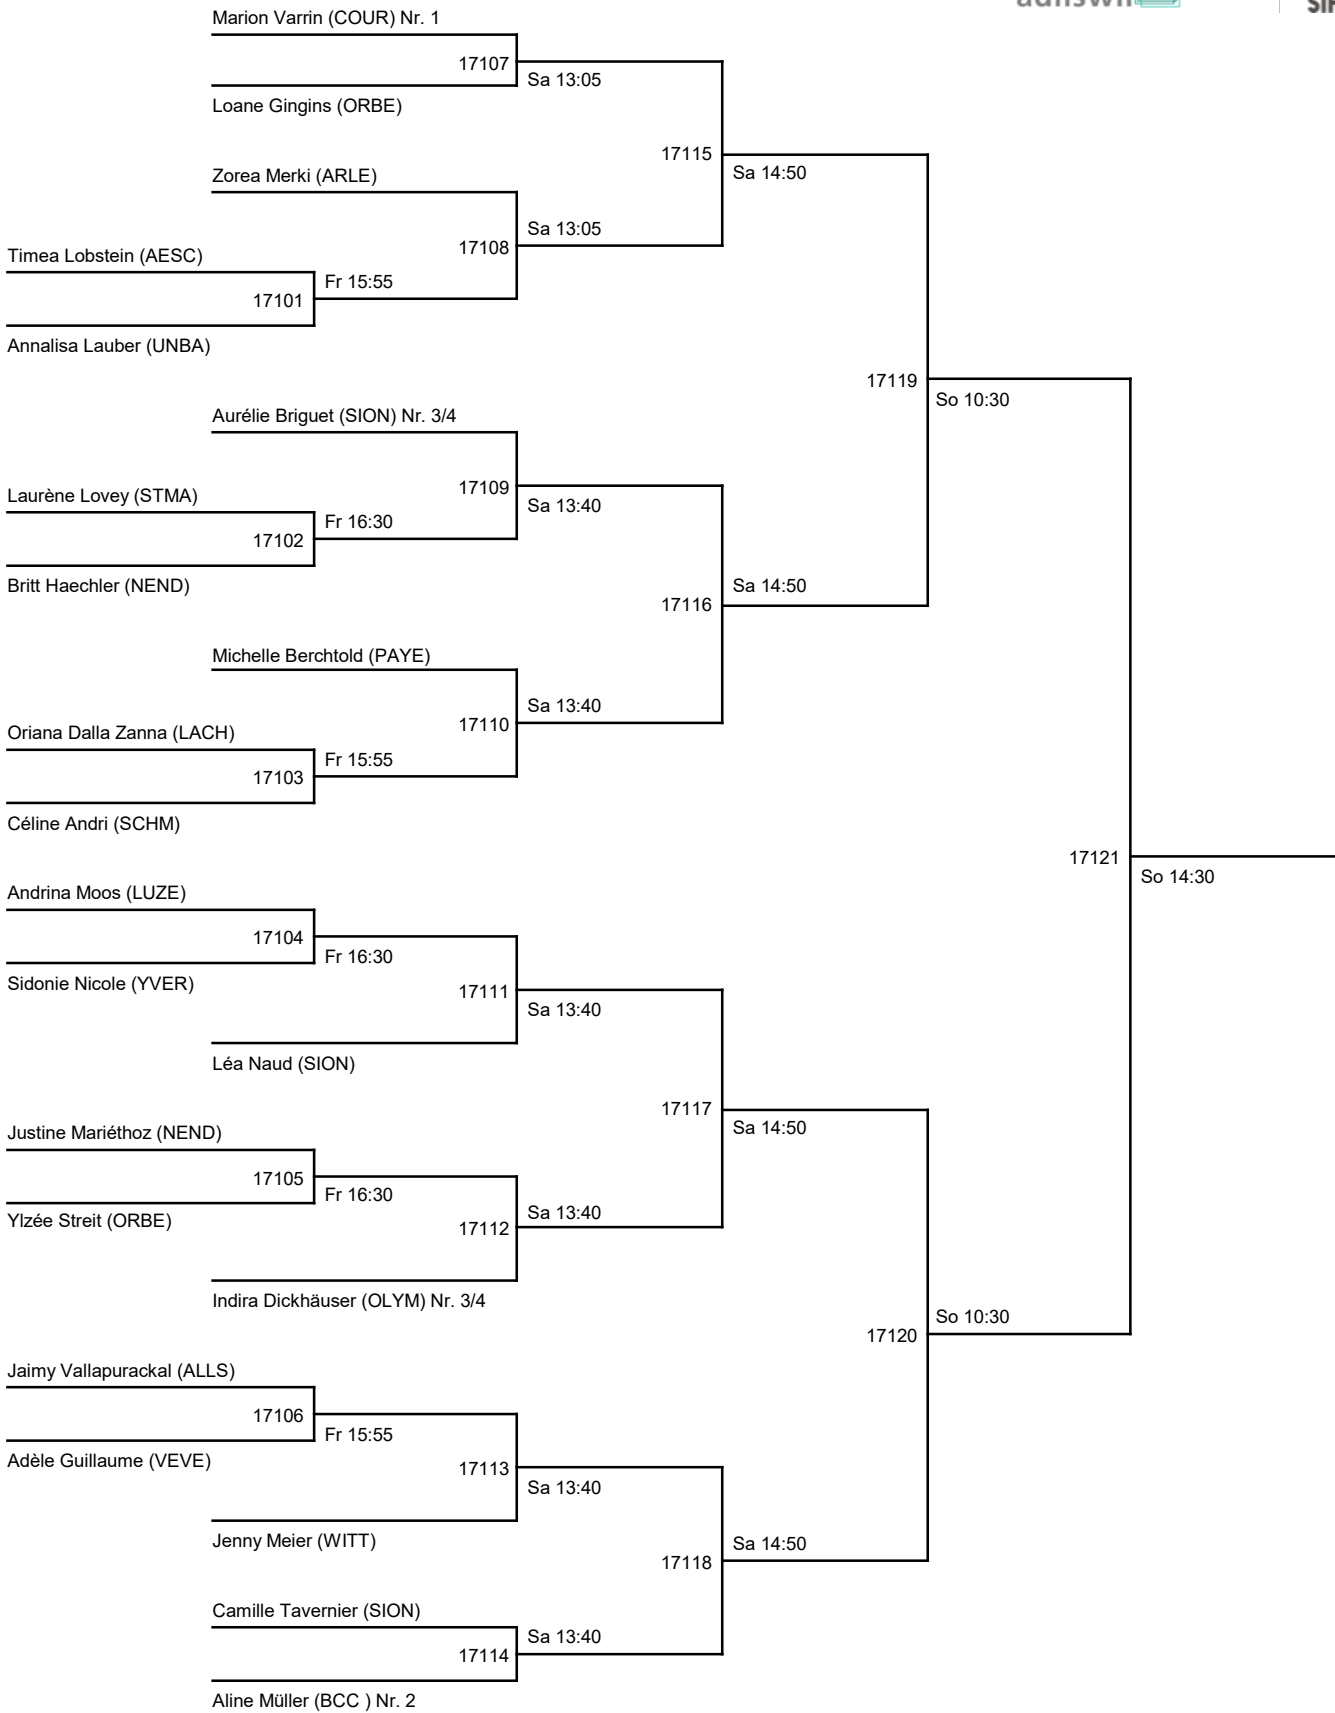 Marion Varrin (COUR) Nr. 1
17107
Sa 13:05
Loane Gingins (ORBE)
17115
Sa 14:50
Zorea Merki (ARLE)
Sa 13:05
17108
Timea Lobstein (AESC)
Fr 15:55
17101
Annalisa Lauber (UNBA)
17119
So 10:30
Aurélie Briguet (SION) Nr. 3/4
17109
Sa 13:40
Laurène Lovey (STMA)
Fr 16:30
17102
Britt Haechler (NEND)
Sa 14:50
17116
Michelle Berchtold (PAYE)
Sa 13:40
17110
Oriana Dalla Zanna (LACH)
Fr 15:55
17103
Céline Andri (SCHM)
17121
So 14:30
Andrina Moos (LUZE)
17104
Fr 16:30
Sidonie Nicole (YVER)
17111
Sa 13:40
Léa Naud (SION)
17117
Sa 14:50
Justine Mariéthoz (NEND)
17105
Fr 16:30
Ylzée Streit (ORBE)
Sa 13:40
17112
Indira Dickhäuser (OLYM) Nr. 3/4
So 10:30
17120
Jaimy Vallapurackal (ALLS)
17106
Fr 15:55
Adèle Guillaume (VEVE)
17113
Sa 13:40
Jenny Meier (WITT)
Sa 14:50
17118
Camille Tavernier (SION)
Sa 13:40
17114
Aline Müller (BCC ) Nr. 2